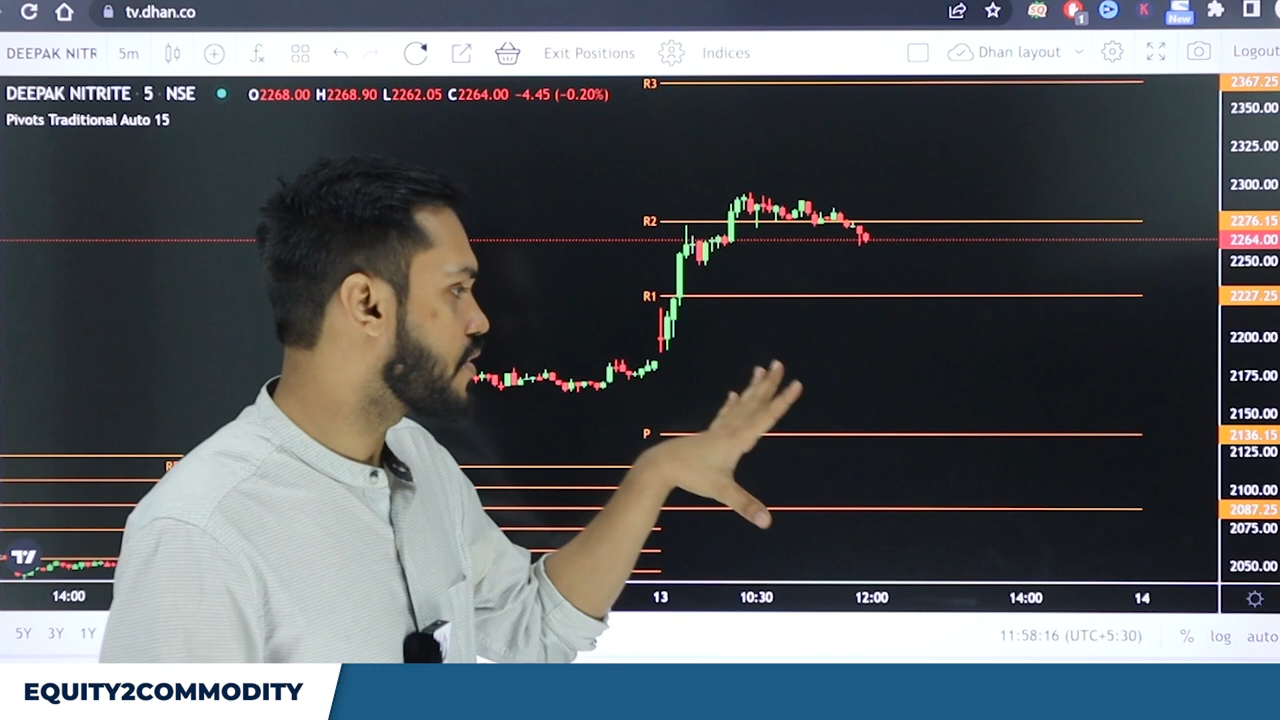 tv.dhan.co
New
1
DEEPAK NITR 5m Exit Positions Indices Dhan layout Logout
DEEPAK NITRITE · 5 · NSE O2268.00 H2268.90 L2262.05 C2264.00 −4.45 (−0.20%)
Pivots Traditional Auto 15
R3
R2
R1
P
2367.25
2350.00
2325.00
2300.00
2276.15
2264.00
2250.00
2227.25
2200.00
2175.00
2150.00
2136.15
2125.00
2100.00
2087.25
2075.00
2050.00
14:00 13 10:30 12:00 14:00 14
5Y 3Y 1Y 11:58:16 (UTC+5:30) % log auto
EQUITY2COMMODITY